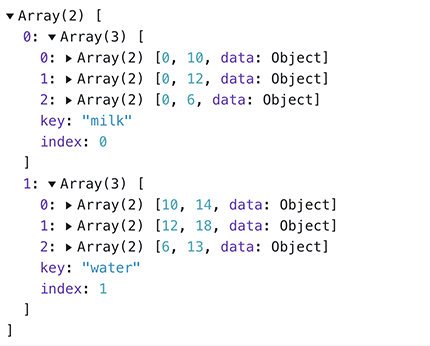 ▼Array(2) [
0: ▼Array(3) [
0: ▶Array(2) [0, 10, data: Object]
1: ▶Array(2) [0, 12, data: Object]
2: ▶Array(2) [0, 6, data: Object]
key: "milk"
index: 0
]
1: ▼Array(3) [
0: ▶Array(2) [10, 14, data: Object]
1: ▶Array(2) [12, 18, data: Object]
2: ▶Array(2) [6, 13, data: Object]
key: "water"
index: 1
]
]